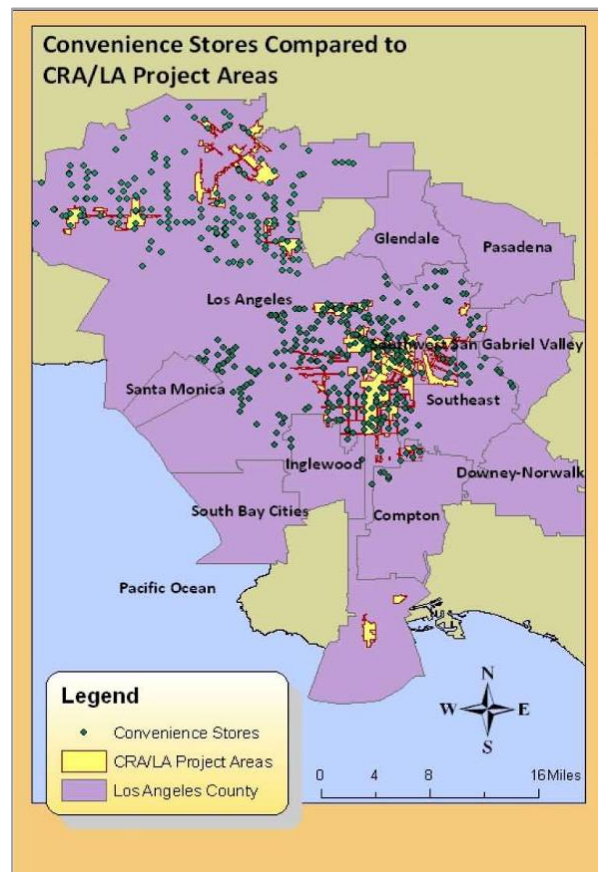 Convenience Stores Compared to
CRA/LA Project Areas
Glendale
Pasadena
Los Angeles
San Gabriel Valley
Santa Monica
Southeast
Inglewood
Downey-Norwalk
South Bay Cities
Compton
Pacific Ocean
Legend
Convenience Stores
CRA/LA Project Areas
Los Angeles County
N
W E
S
0 4 8 16 Miles